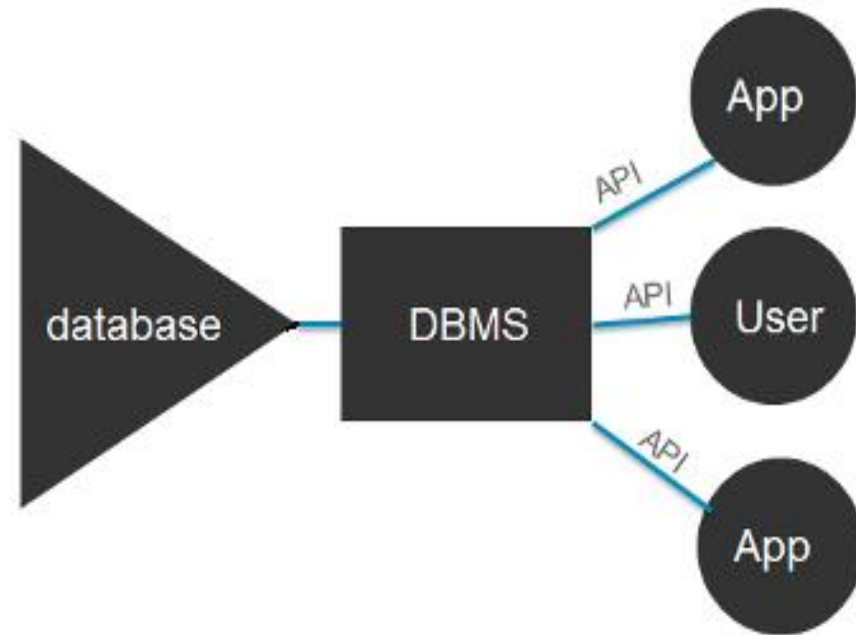 App
API
database
DBMS
API
User
API
App